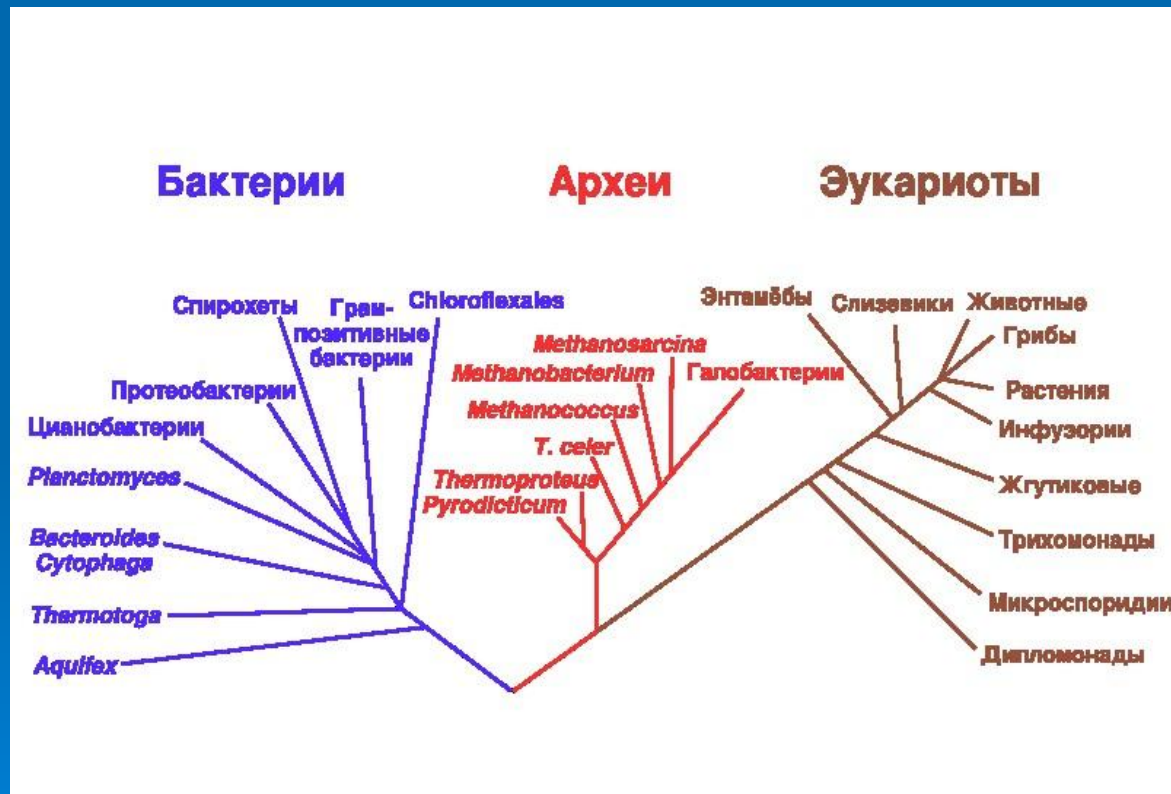 Бактерии
Археи
Эукариоты
Спирохеты
Грам-
позитивные
бактерии
Chloroflexales
Протеобактерии
Цианобактерии
Planctomyces
Bacteroides
Cytophaga
Thermotoga
Aquifex
Methanosarcina
Methanobacterium
Галобактерии
Methanococcus
T. celer
Thermoproteus
Pyrodicticum
Энтамёбы
Слизевики
Животные
Грибы
Растения
Инфузории
Жгутиковые
Трихомонады
Микроспоридии
Дипломонады